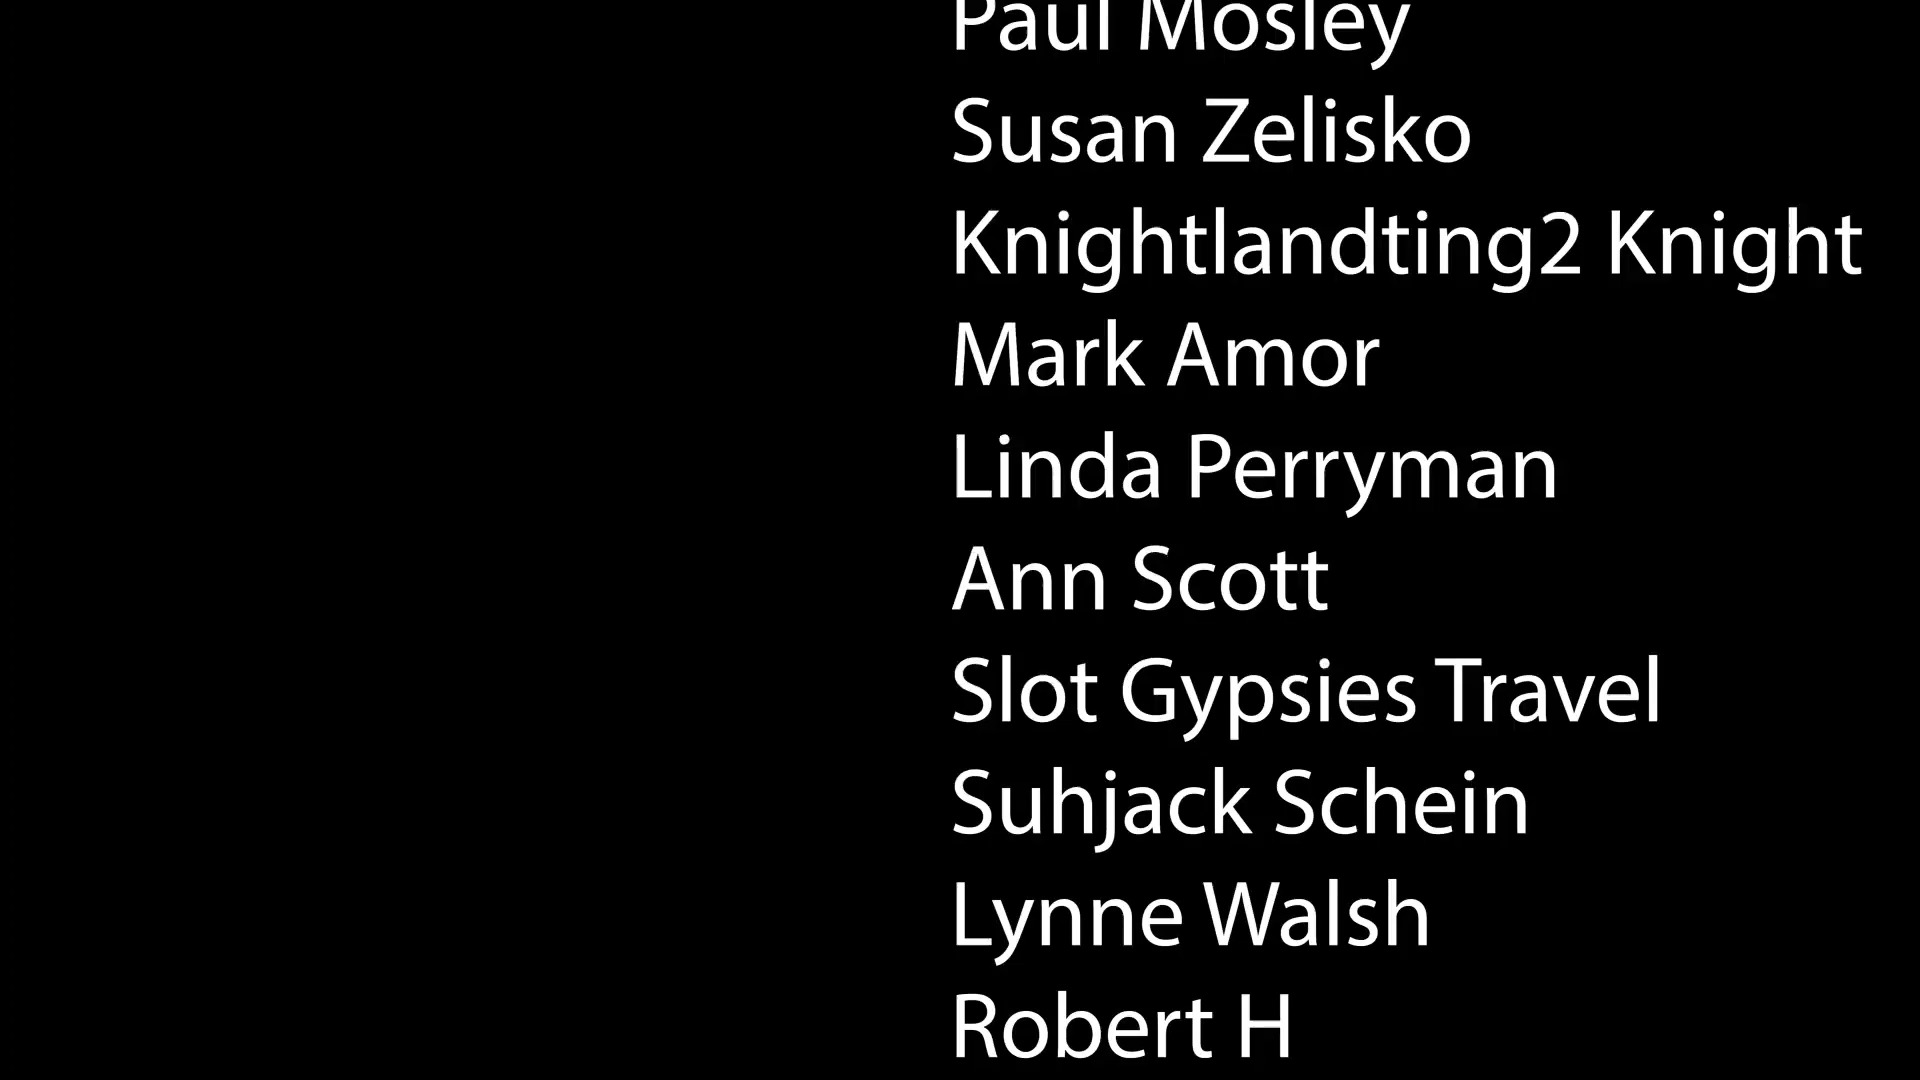 Paul Mosley
Susan Zelisko
Knightlandting2 Knight
Mark Amor
Linda Perryman
Ann Scott
Slot Gypsies Travel
Suhjack Schein
Lynne Walsh
Robert H